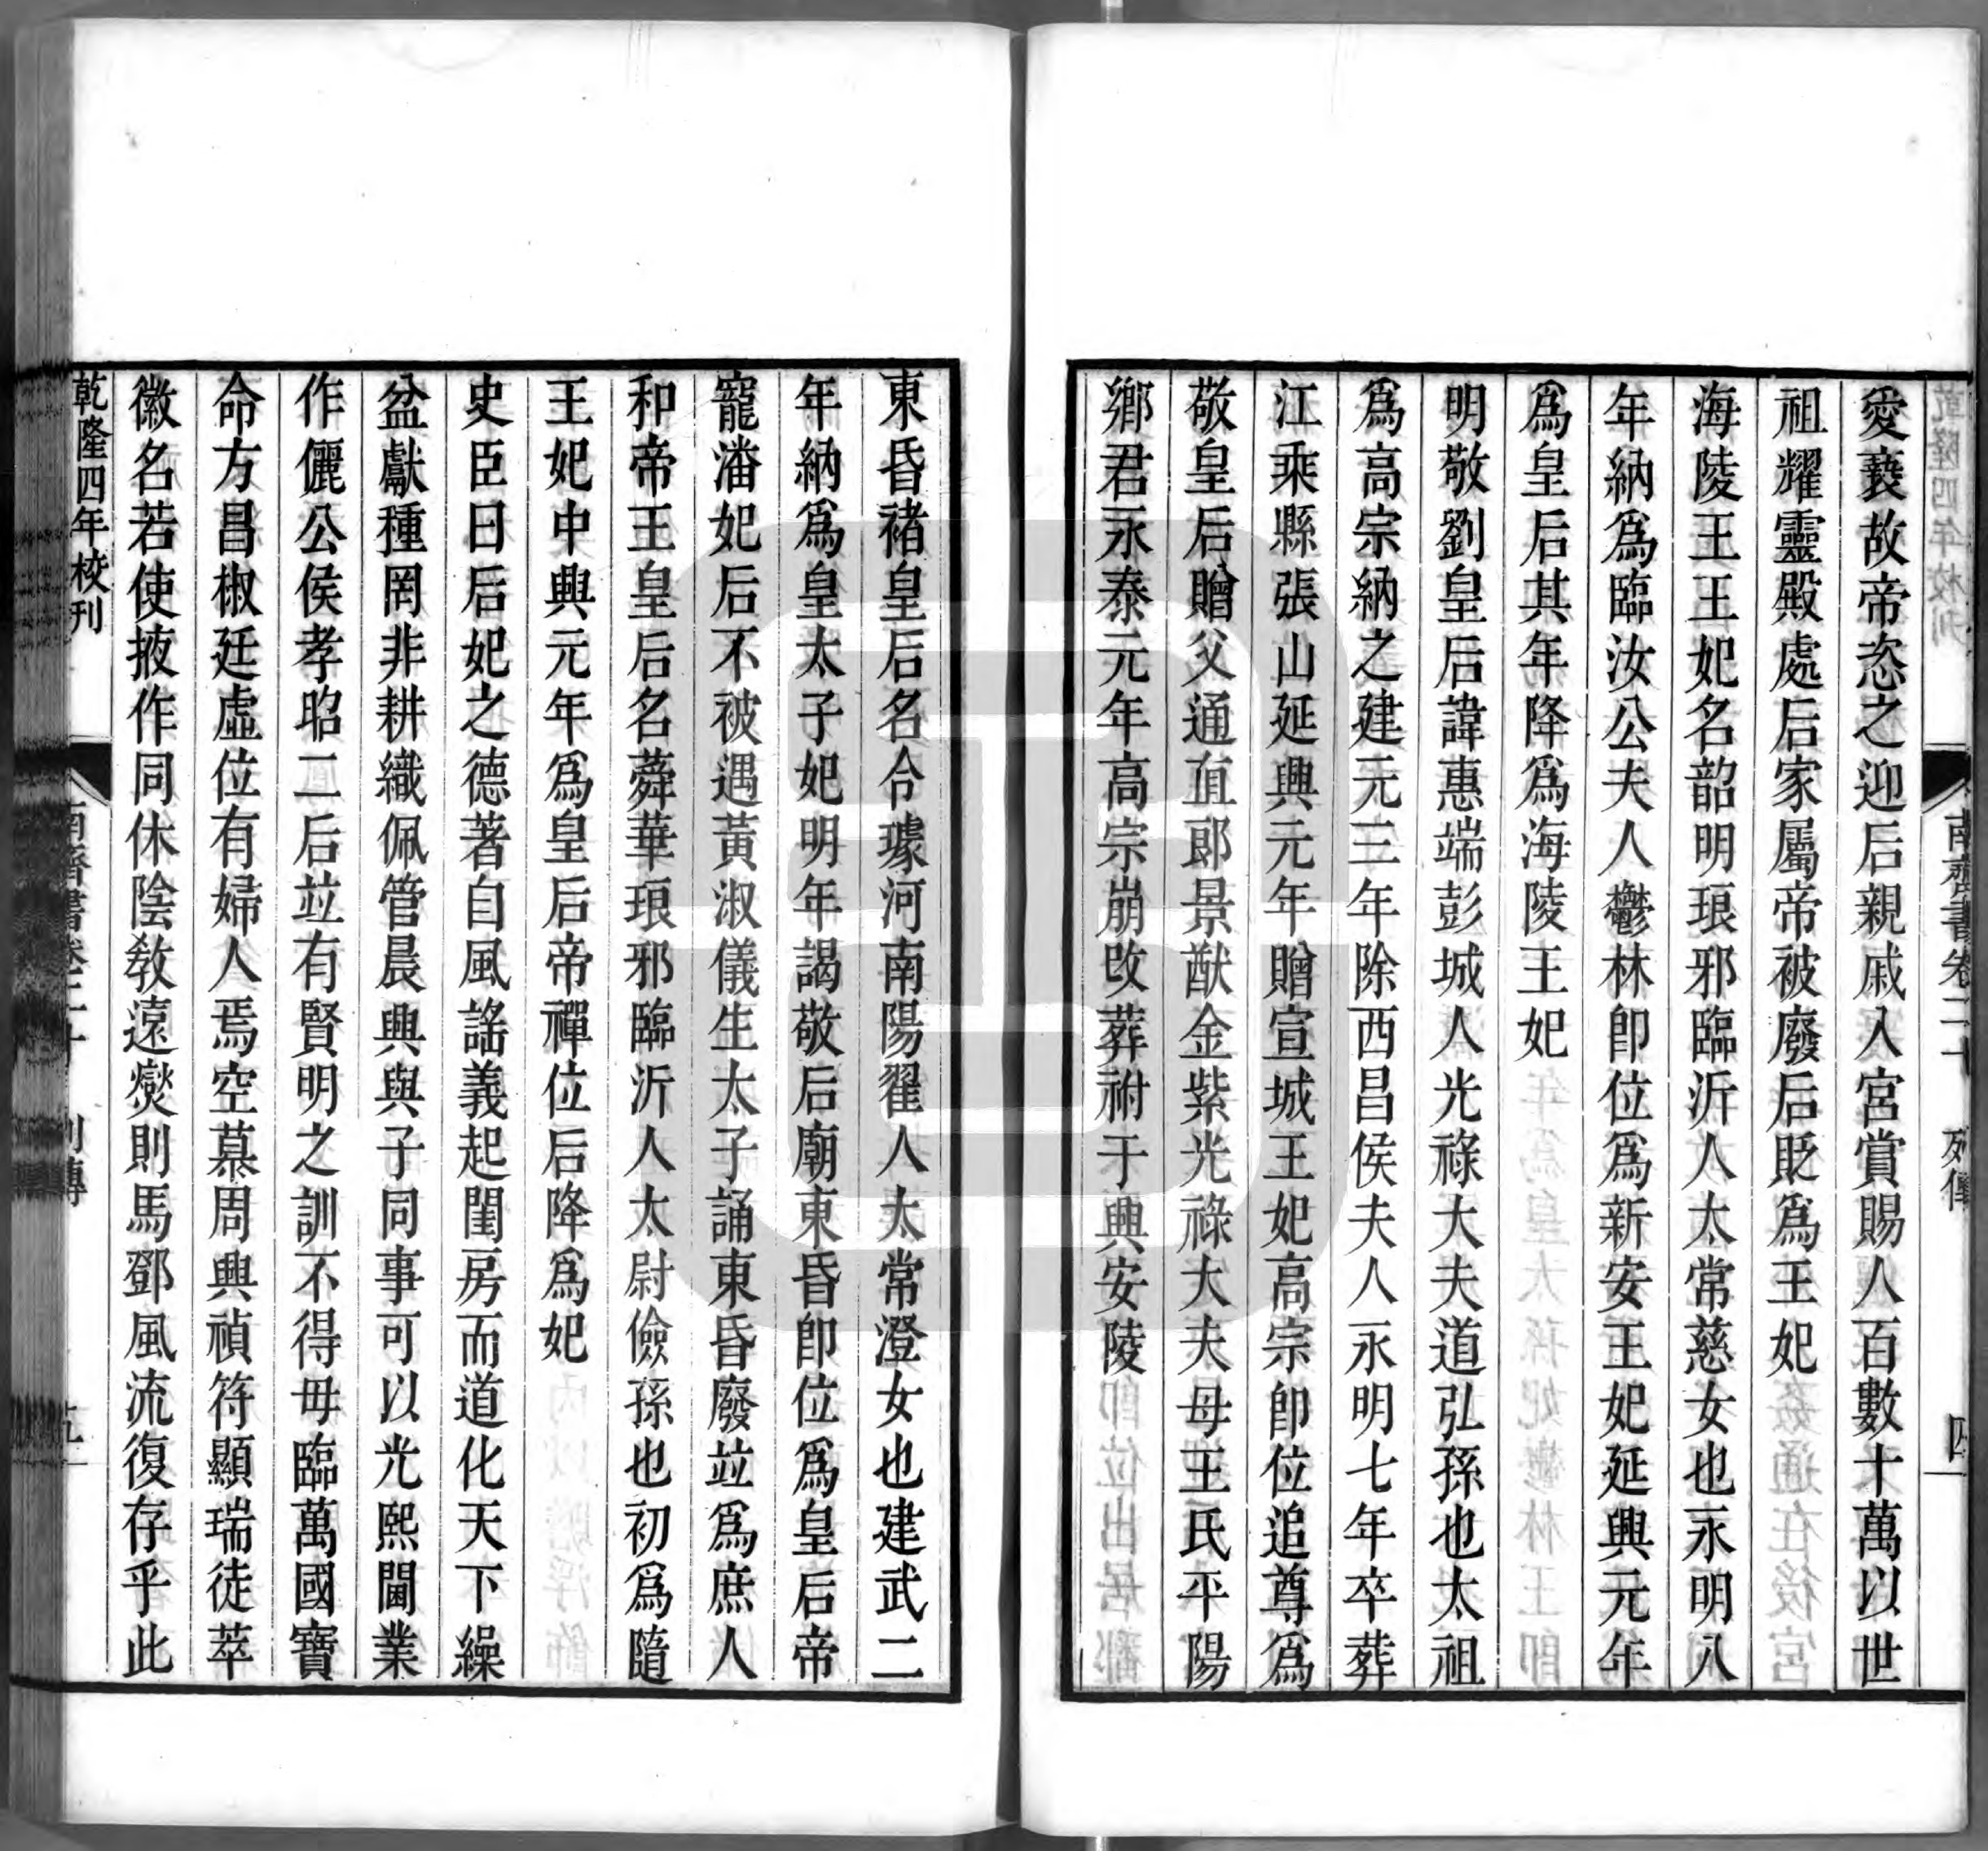 愛䙝故帝恣之迎后親戚入宮賞賜人百數十萬以世
祖耀靈殿處后家屬帝被廢后貶爲王妃
海陵王王妃名韶明琅邪臨沂人太常慈女也永明八
年納爲臨汝公夫人鬱林卽位爲新安王妃延興元年
爲皇后其年降爲海陵王妃
明敬劉皇后諱惠端彭城人光祿大夫道弘孫也太祖
爲高宗納之建元三年除西昌侯夫人永明七年卒葬
江乘縣張山延興元年贈宣城王妃高宗卽位追尊爲
敬皇后贈父通直郞景猷金紫光祿大夫母王氏平陽
鄉君永泰元年高宗崩改葬祔于興安陵
東昏褚皇后名令璩河南陽翟人太常澄女也建武二
年納爲皇太子妃明年謁敬后廟東昏卽位爲皇后帝
寵潘妃后不被遇黃淑儀生太子誦東昏廢竝爲庶人
和帝王皇后名蕣華琅邪臨沂人太尉儉孫也初爲隨
王妃中興元年爲皇后帝禪位后降爲妃
史臣曰后妃之德著自風謠義起閨房而道化天下繰
盆獻種罔非耕織佩管晨興與子同事可以光熙閫業
作儷公侯孝昭二后竝有賢明之訓不得毋臨萬國寶
命方昌椒廷虛位有婦人焉空慕周興禎符顯瑞徒萃
徽名若使掖作同休陰敎遠爕則馬鄧風流復存乎此
乾隆四年校刊
南齊書卷二十 列傳